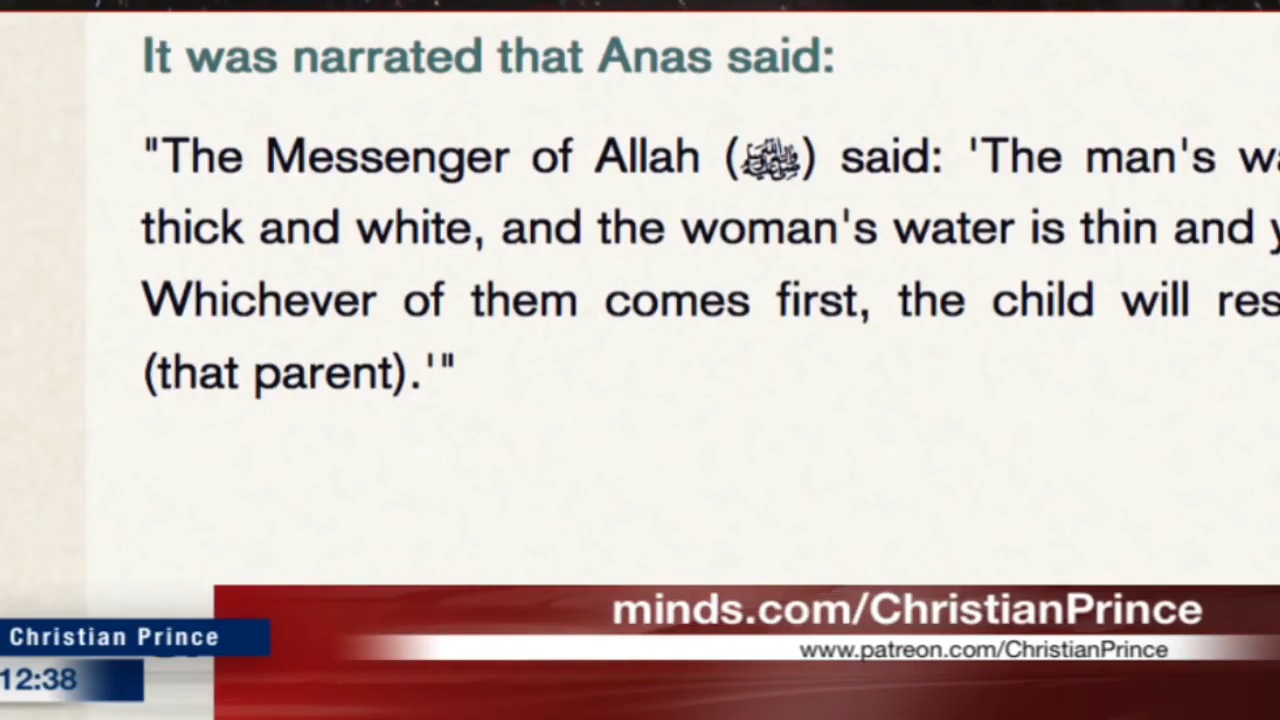 It was narrated that Anas said:
"The Messenger of Allah (ﷺ) said: 'The man's
thick and white, and the woman's water is thin and
Whichever of them comes first, the child will
(that parent).'"
minds.com/ChristianPrince
Christian Prince
www.patreon.com/ChristianPrince
12:38